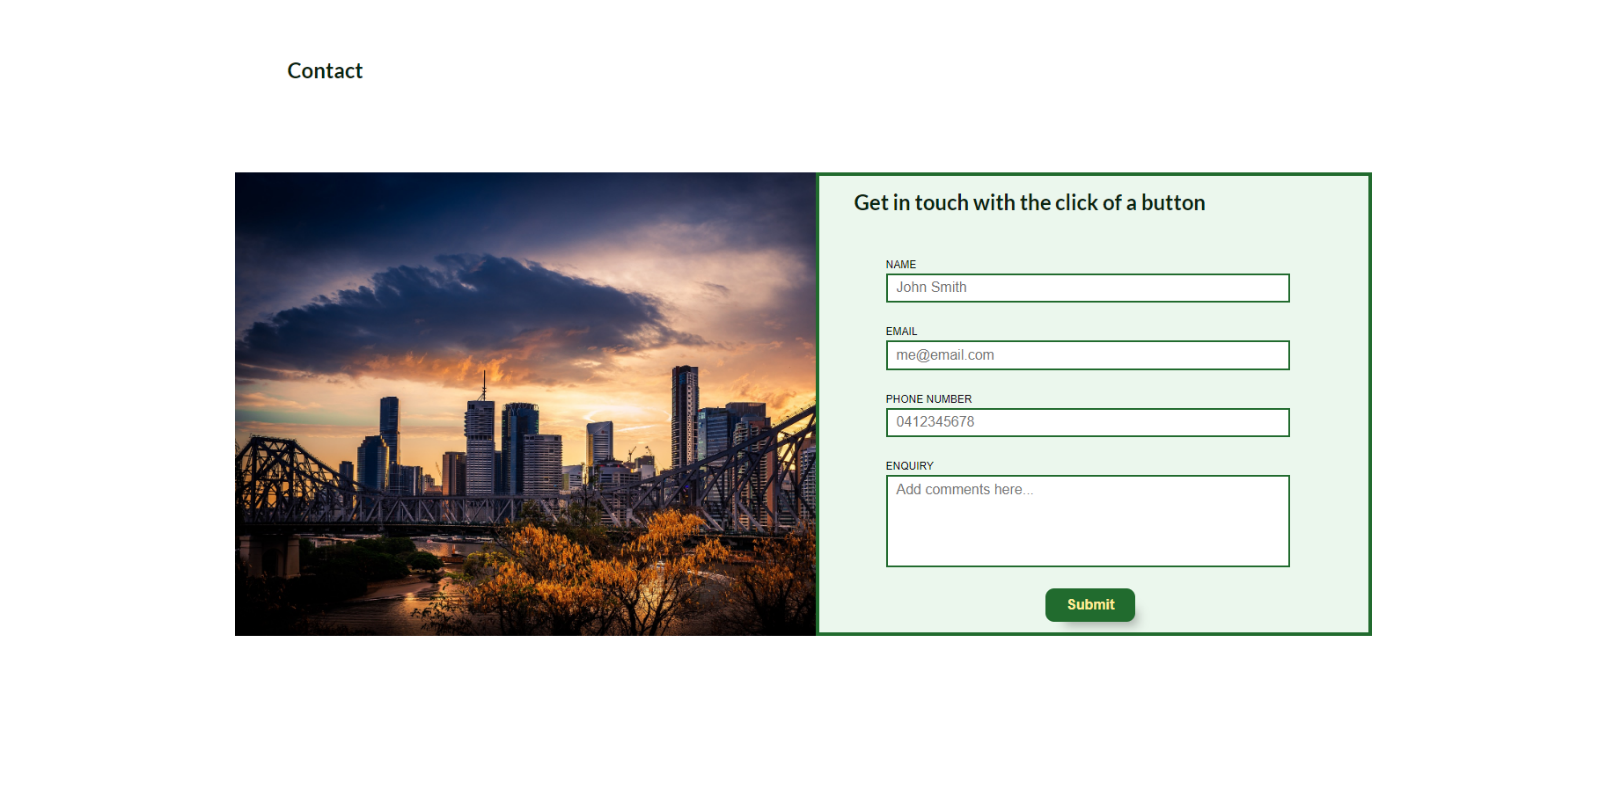 Contact
Get in touch with the click of a button
NAME
John Smith
EMAIL
me@email.com
PHONE NUMBER
0412345678
ENQUIRY
Add comments here...
Submit